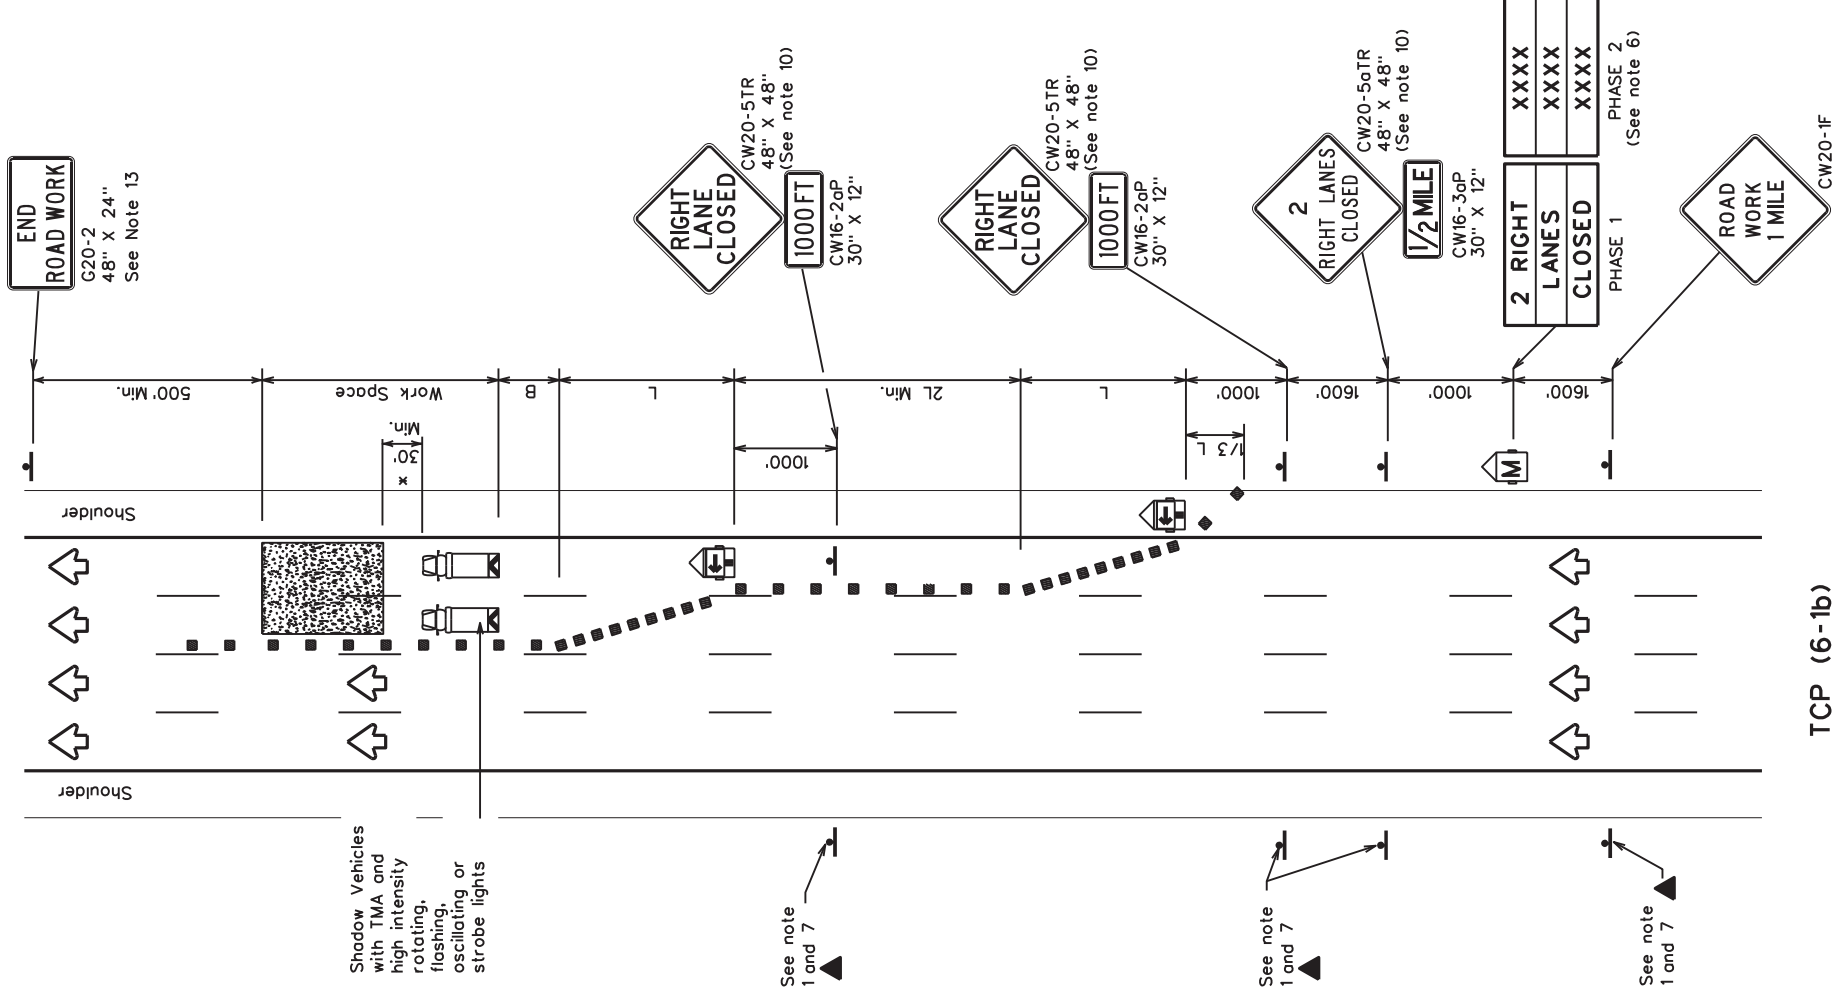 END
ROAD WORK
G20-2
48" X 24"
See Note 13
500' Min.
Work Space
B
L
2L Min.
L
1000'
1600'
1000'
1600'
30'
Min.
*
1000'
1/3 L
Shoulder
RIGHT
LANE
CLOSED
CW20-5TR
48" X 48"
(See note 10)
1000 FT
CW16-2aP
30" X 12"
RIGHT
LANE
CLOSED
CW20-5TR
48" X 48"
(See note 10)
1000 FT
CW16-2aP
30" X 12"
2
RIGHT LANES
CLOSED
CW20-5aTR
48" X 48"
(See note 10)
1/2 MILE
CW16-3aP
30" X 12"
2 RIGHT
LANES
CLOSED
PHASE 1
XXXX
XXXX
XXXX
PHASE 2
(See note 6)
ROAD
WORK
1 MILE
CW20-1F
M
Shoulder
Shadow Vehicles
with TMA and
high intensity
rotating,
flashing,
oscillating or
strobe lights
See note
1 and 7
See note
1 and 7
See note
1 and 7
TCP (6-1b)